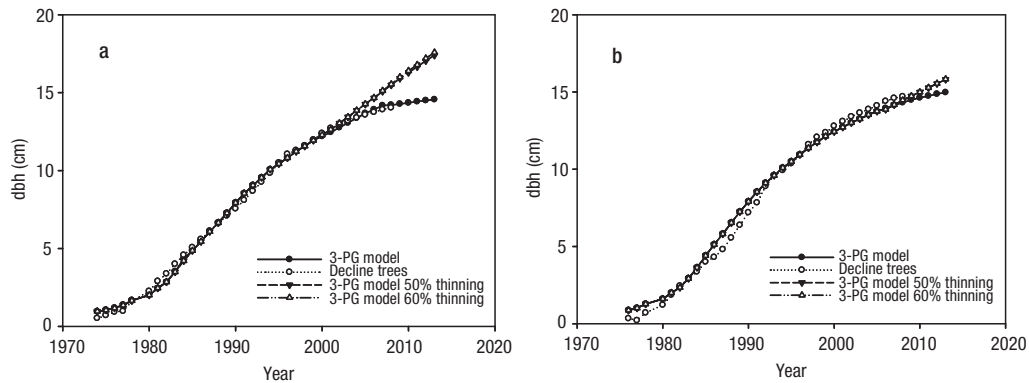 a
dbh (cm)
20
15
10
5
0
3-PG model
Decline trees
3-PG model 50% thinning
3-PG model 60% thinning
1970 1980 1990 2000 2010 2020
Year
b
dbh (cm)
20
15
10
5
0
3-PG model
Decline trees
3-PG model 50% thinning
3-PG model 60% thinning
1970 1980 1990 2000 2010 2020
Year